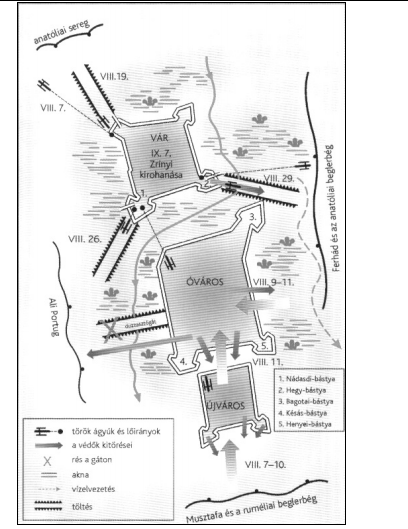 anatóliai sereg
VIII.19.
VIII. 7.
VÁR
IX. 7,
Zrínyi
kirohanása
1.
VIII. 29.
3.
VIII. 26.
Ferhád és az anatóliai beglerbég
ÓVÁROS
VIII. 9–11.
Ali Portug
duzzasztógát
4.
5.
VIII. 11.
ÚJVÁROS
1. Nádasdi-bástya
2. Hegy-bástya
3. Bagotai-bástya
4. Késás-bástya
5. Henyei-bástya
VIII. 7–10.
török ágyúk és lőirányok
a védők kitörései
rés a gáton
akna
vízelvezetés
töltés
Musztafa és a ruméliai beglerbég